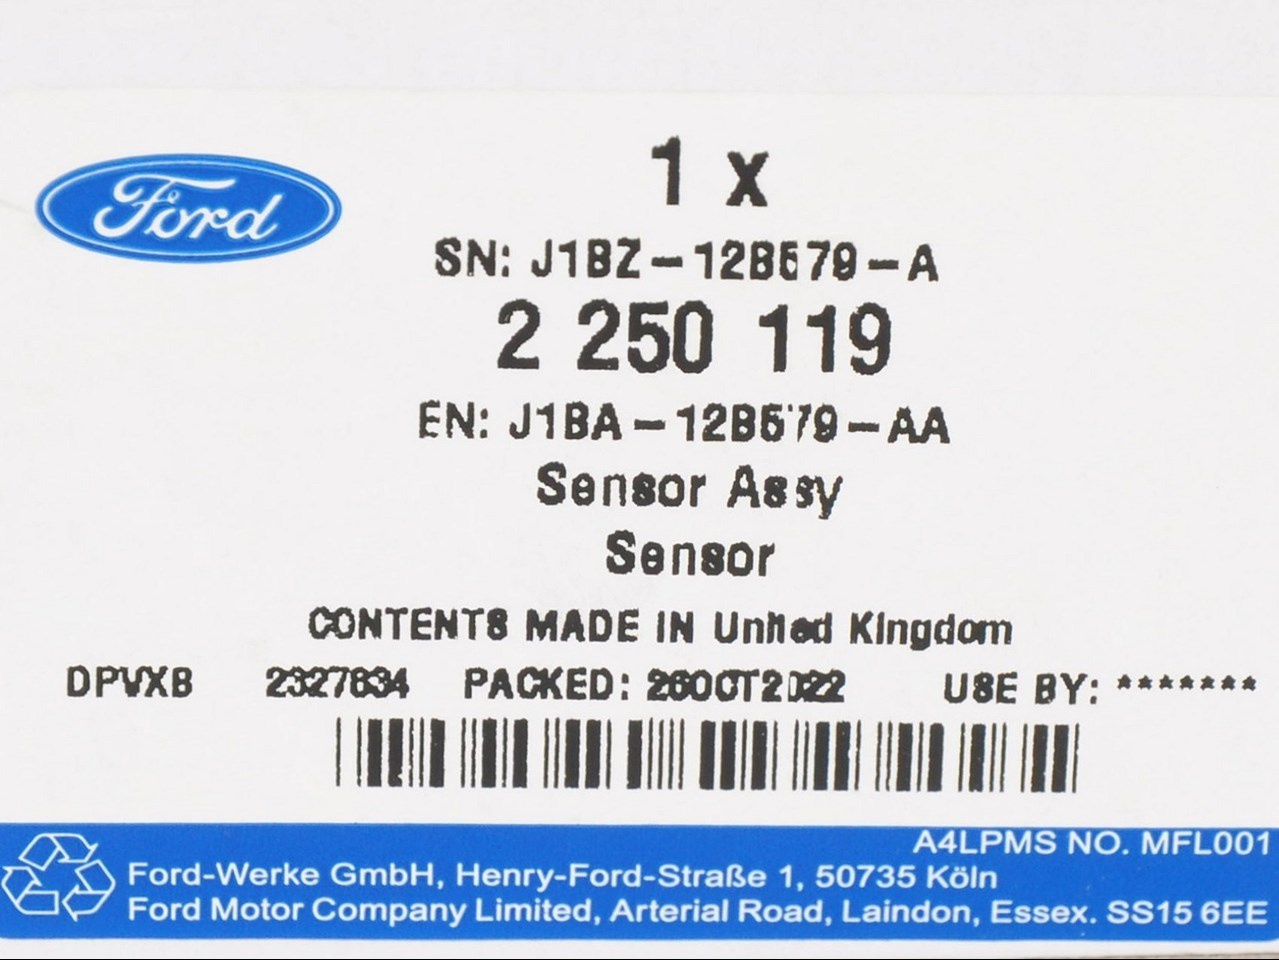 Ford
1 x
SN: J1BZ-12B579-A
2 250 119
EN: J1BA-12B579-AA
Sensor Assy
Sensor
CONTENTS MADE IN United Kingdom
DPVXB 2327834 PACKED: 26OCT2022 USE BY: *******
A4LPMS NO. MFL001
Ford-Werke GmbH, Henry-Ford-Straße 1, 50735 Köln
Ford Motor Company Limited, Arterial Road, Laindon, Essex. SS15 6EE